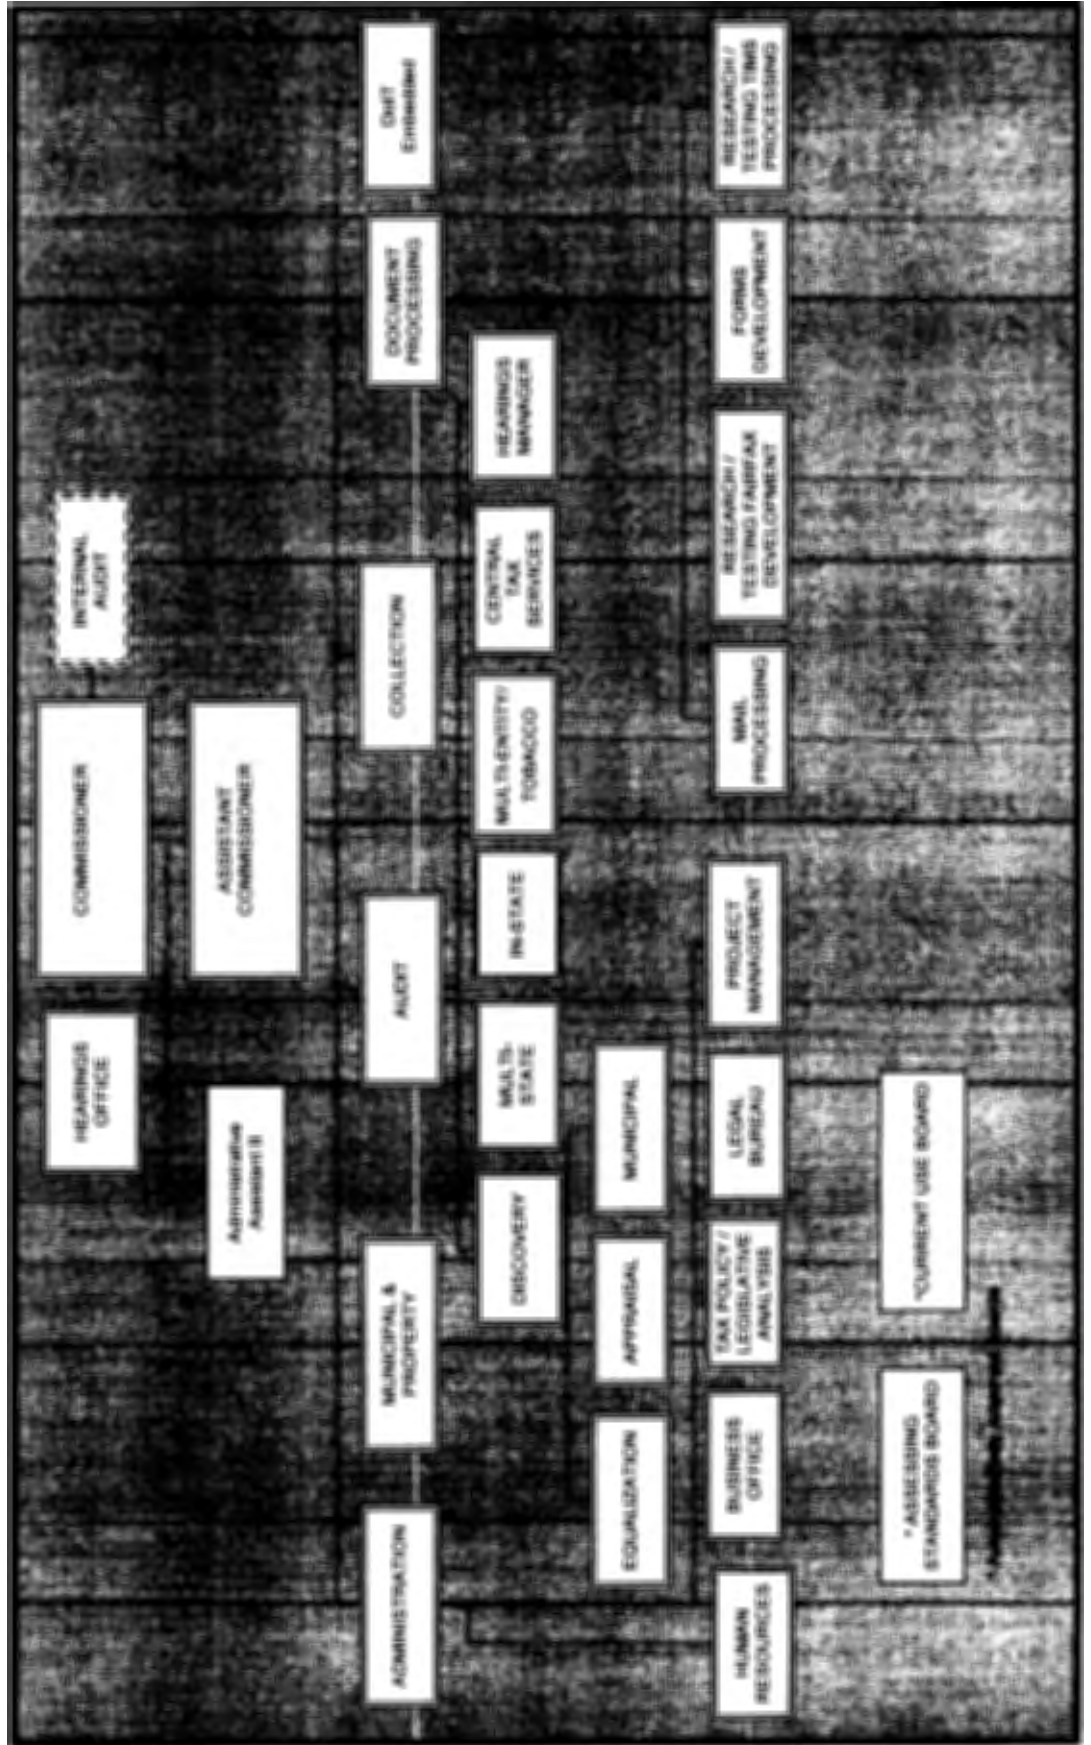 COMMISSIONER
INTERNAL
AUDIT
HEARINGS
OFFICE
ASSISTANT
COMMISSIONER
Administrative
Assistant II
ADMINISTRATION
MUNICIPAL &
PROPERTY
AUDIT
COLLECTION
DOCUMENT
PROCESSING
DoIT
Embedded
DISCOVERY
MULTI-
STATE
IN-STATE
MULTI-ENTITY/
TOBACCO
CENTRAL
TAX
SERVICES
HEARINGS
MANAGER
EQUALIZATION
APPRAISAL
MUNICIPAL
HUMAN
RESOURCES
BUSINESS
OFFICE
TAX POLICY /
LEGISLATIVE
ANALYSIS
LEGAL
BUREAU
PROJECT
MANAGEMENT
MAIL
PROCESSING
RESEARCH /
TESTING FAIRFAX
DEVELOPMENT
FORMS
DEVELOPMENT
RESEARCH /
TESTING TIMS
PROCESSING
*ASSESSING
STANDARDS BOARD
*CURRENT USE BOARD